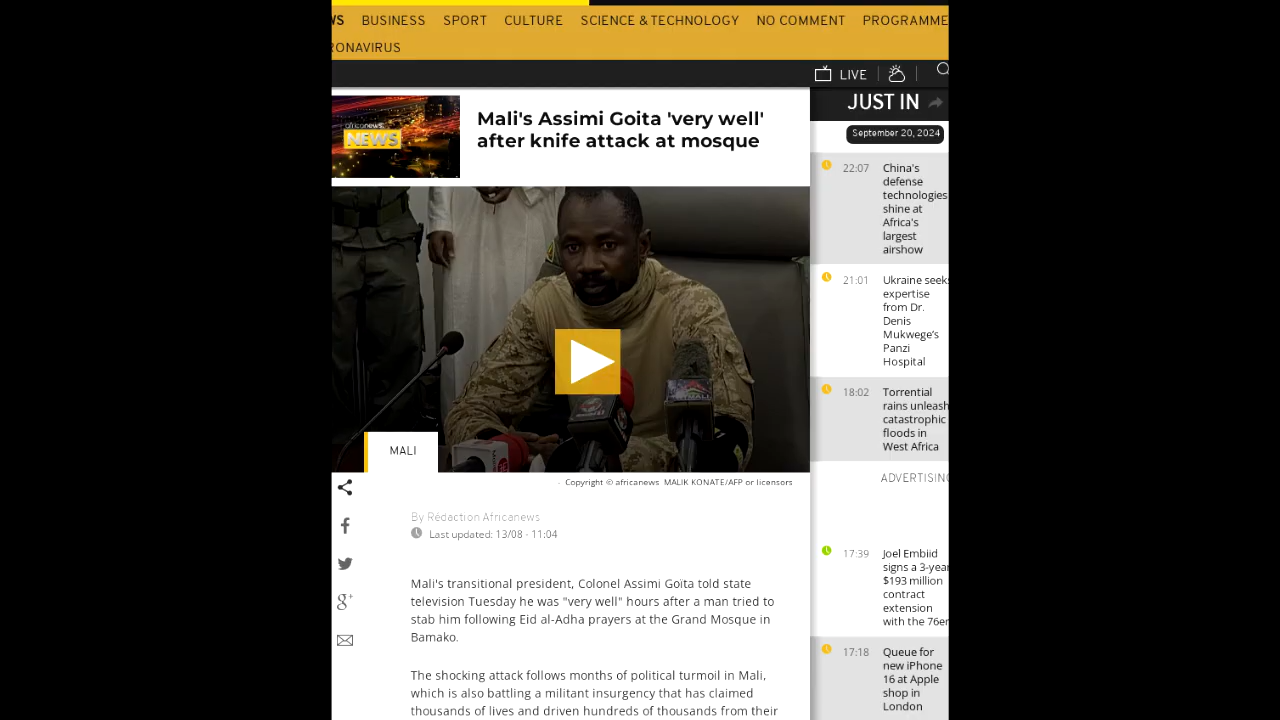 WS BUSINESS SPORT CULTURE SCIENCE & TECHNOLOGY NO COMMENT PROGRAMME
RONAVIRUS
LIVE
africanews.
NEWS
Mali's Assimi Goita 'very well'
after knife attack at mosque
MALI
- Copyright © africanews MALIK KONATE/AFP or licensors
By Rédaction Africanews
Last updated: 13/08 - 11:04
Mali's transitional president, Colonel Assimi Goïta told state
television Tuesday he was "very well" hours after a man tried to
stab him following Eid al-Adha prayers at the Grand Mosque in
Bamako.
The shocking attack follows months of political turmoil in Mali,
which is also battling a militant insurgency that has claimed
thousands of lives and driven hundreds of thousands from their
JUST IN
September 20, 2024
22:07 China's
defense
technologies
shine at
Africa's
largest
airshow
21:01 Ukraine seeks
expertise
from Dr.
Denis
Mukwege’s
Panzi
Hospital
18:02 Torrential
rains unleash
catastrophic
floods in
West Africa
ADVERTISING
17:39 Joel Embiid
signs a 3-year
$193 million
contract
extension
with the 76er
17:18 Queue for
new iPhone
16 at Apple
shop in
London